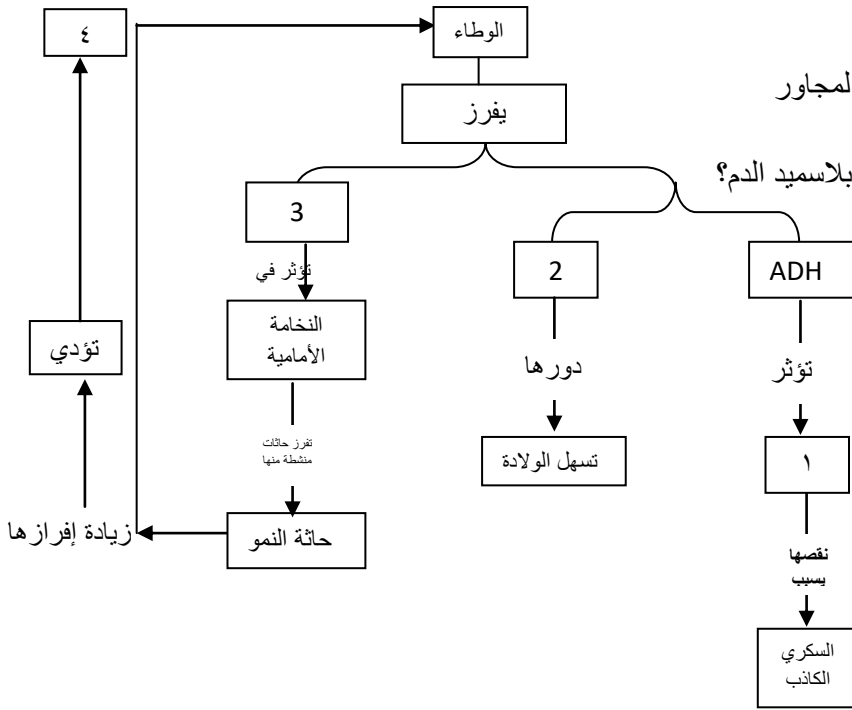 ٤
الوطاء
لمجاور
يفرز
بلاسميد الدم؟
3
2
ADH
تؤثر في
النخامة
الأمامية
تؤدي
دورها
تؤثر
تفرز حاثات
منشطة منها
تسهل الولادة
١
زيادة إفرازها
حاثة النمو
نقصها
يسبب
السكري
الكاذب